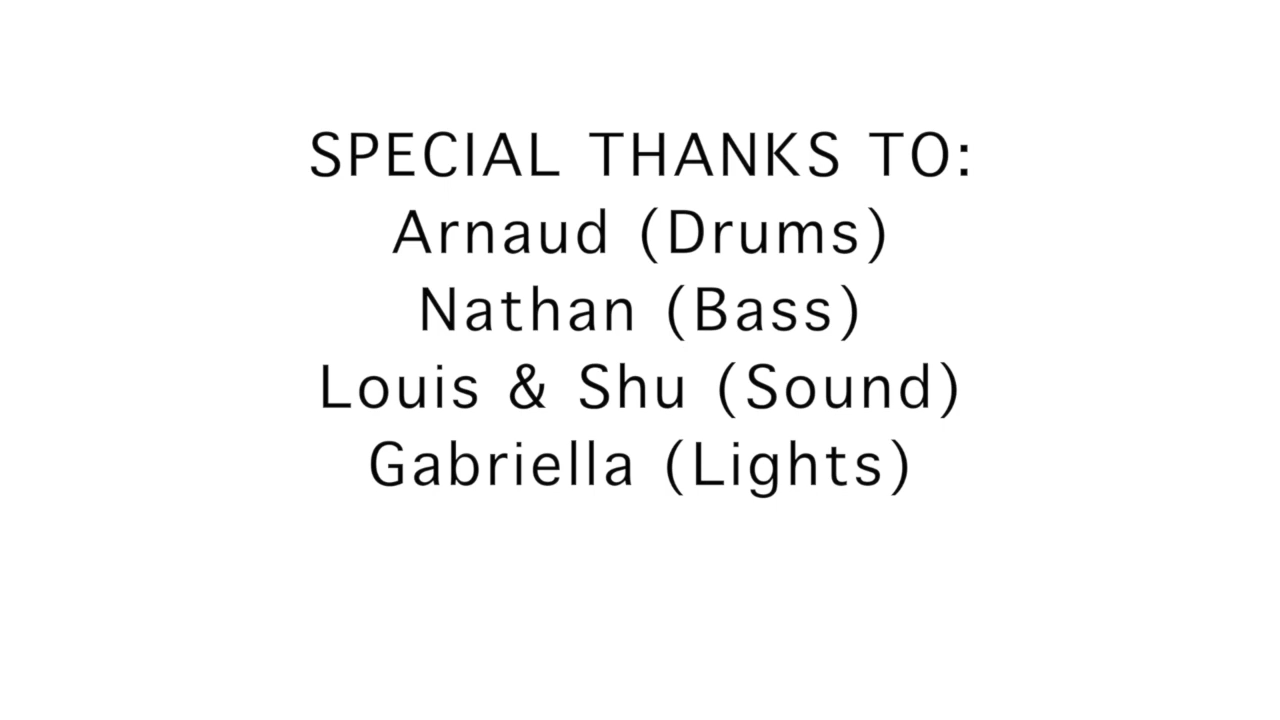 SPECIAL THANKS TO:
Arnaud (Drums)
Nathan (Bass)
Louis & Shu (Sound)
Gabriella (Lights)